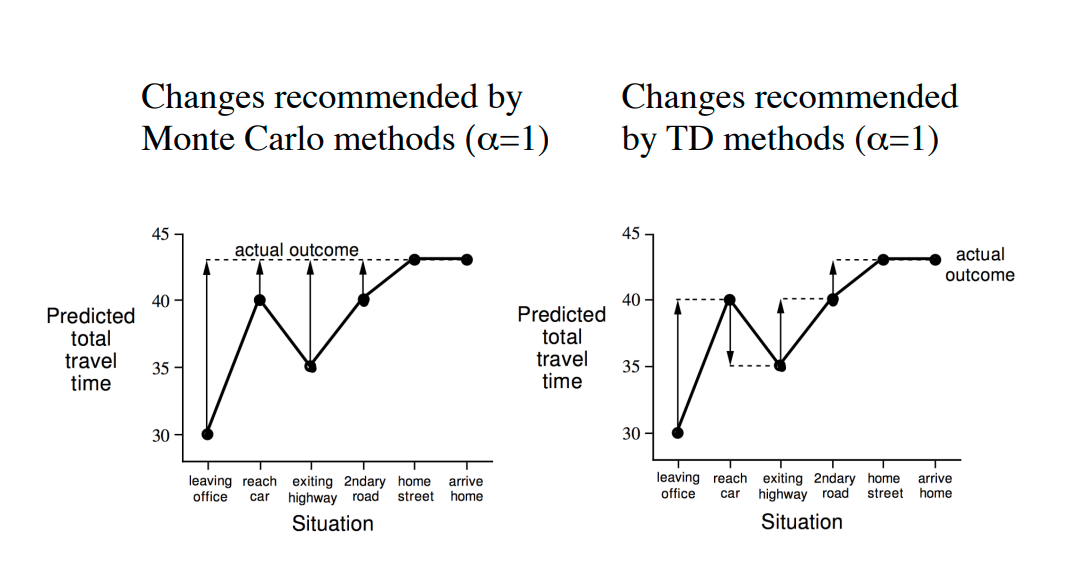 Changes recommended by
Monte Carlo methods (α=1)
45
40
35
30
actual outcome
Predicted
total
travel
time
leaving
office
reach
car
exiting
highway
2ndary
road
home
street
arrive
home
Situation
Changes recommended
by TD methods (α=1)
45
40
35
30
actual
outcome
Predicted
total
travel
time
leaving
office
reach
car
exiting
highway
2ndary
road
home
street
arrive
home
Situation